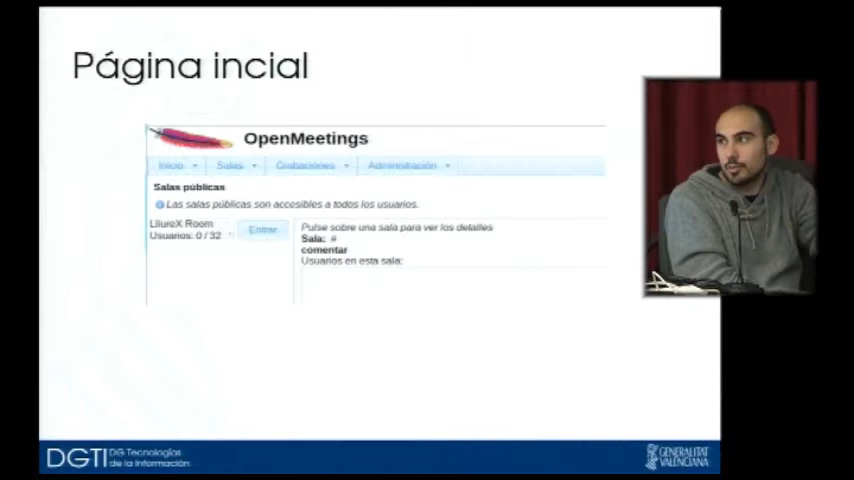 Página incial
OpenMeetings
Inicio
Salas
Grabaciones
Administración
Salas públicas
Las salas públicas son accesibles a todos los usuarios.
LliureX Room
Usuarios: 0 / 32
Entrar
Pulse sobre una sala para ver los detalles
Sala: #
comentar
Usuarios en esta sala:
DGTI
DG Tecnologías
de la Información
GENERALITAT
VALENCIANA